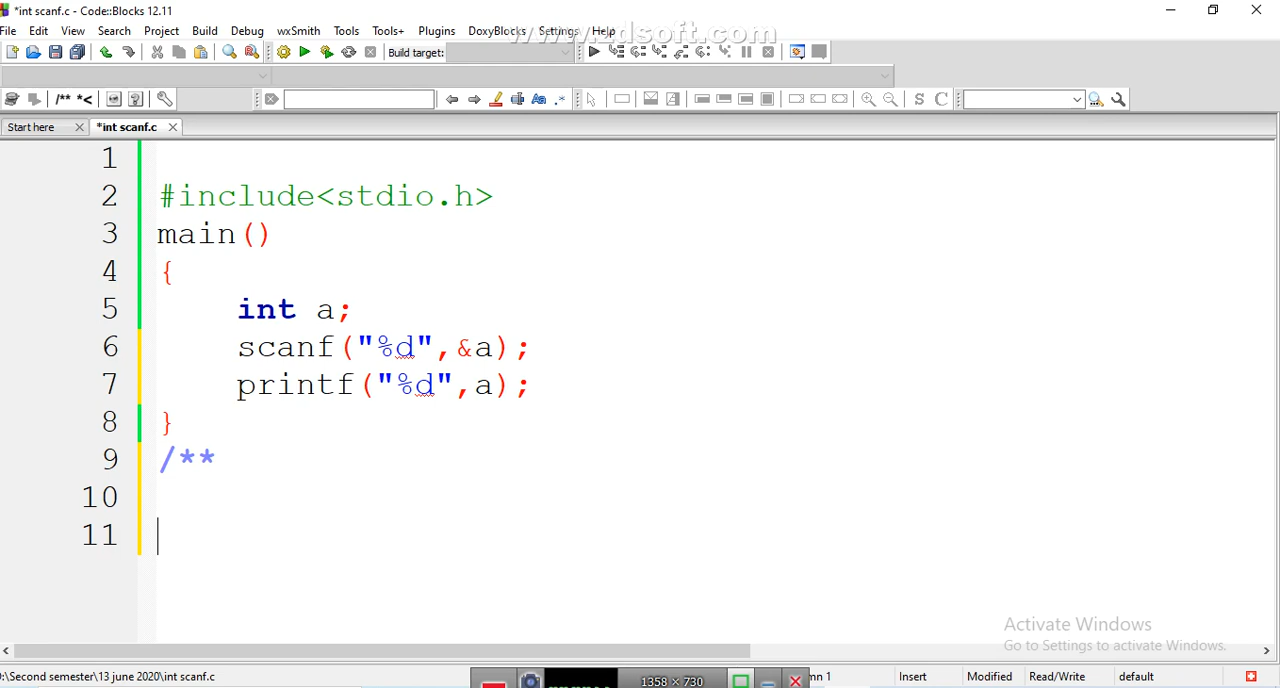 *int scanf.c - Code::Blocks 12.11
www.zdsoft.com
File Edit View Search Project Build Debug wxSmith Tools Tools+ Plugins DoxyBlocks Settings Help
Build target:
/** *<
S C
Start here *int scanf.c
1
2 #include<stdio.h>
3 main()
4 {
5 int a;
6 scanf("%d",&a);
7 printf("%d",a);
8 }
9 /**
10
11
Activate Windows
Go to Settings to activate Windows.
:\Second semester\13 june 2020\int scanf.c 1358 × 730 mn 1 Insert Modified Read/Write default